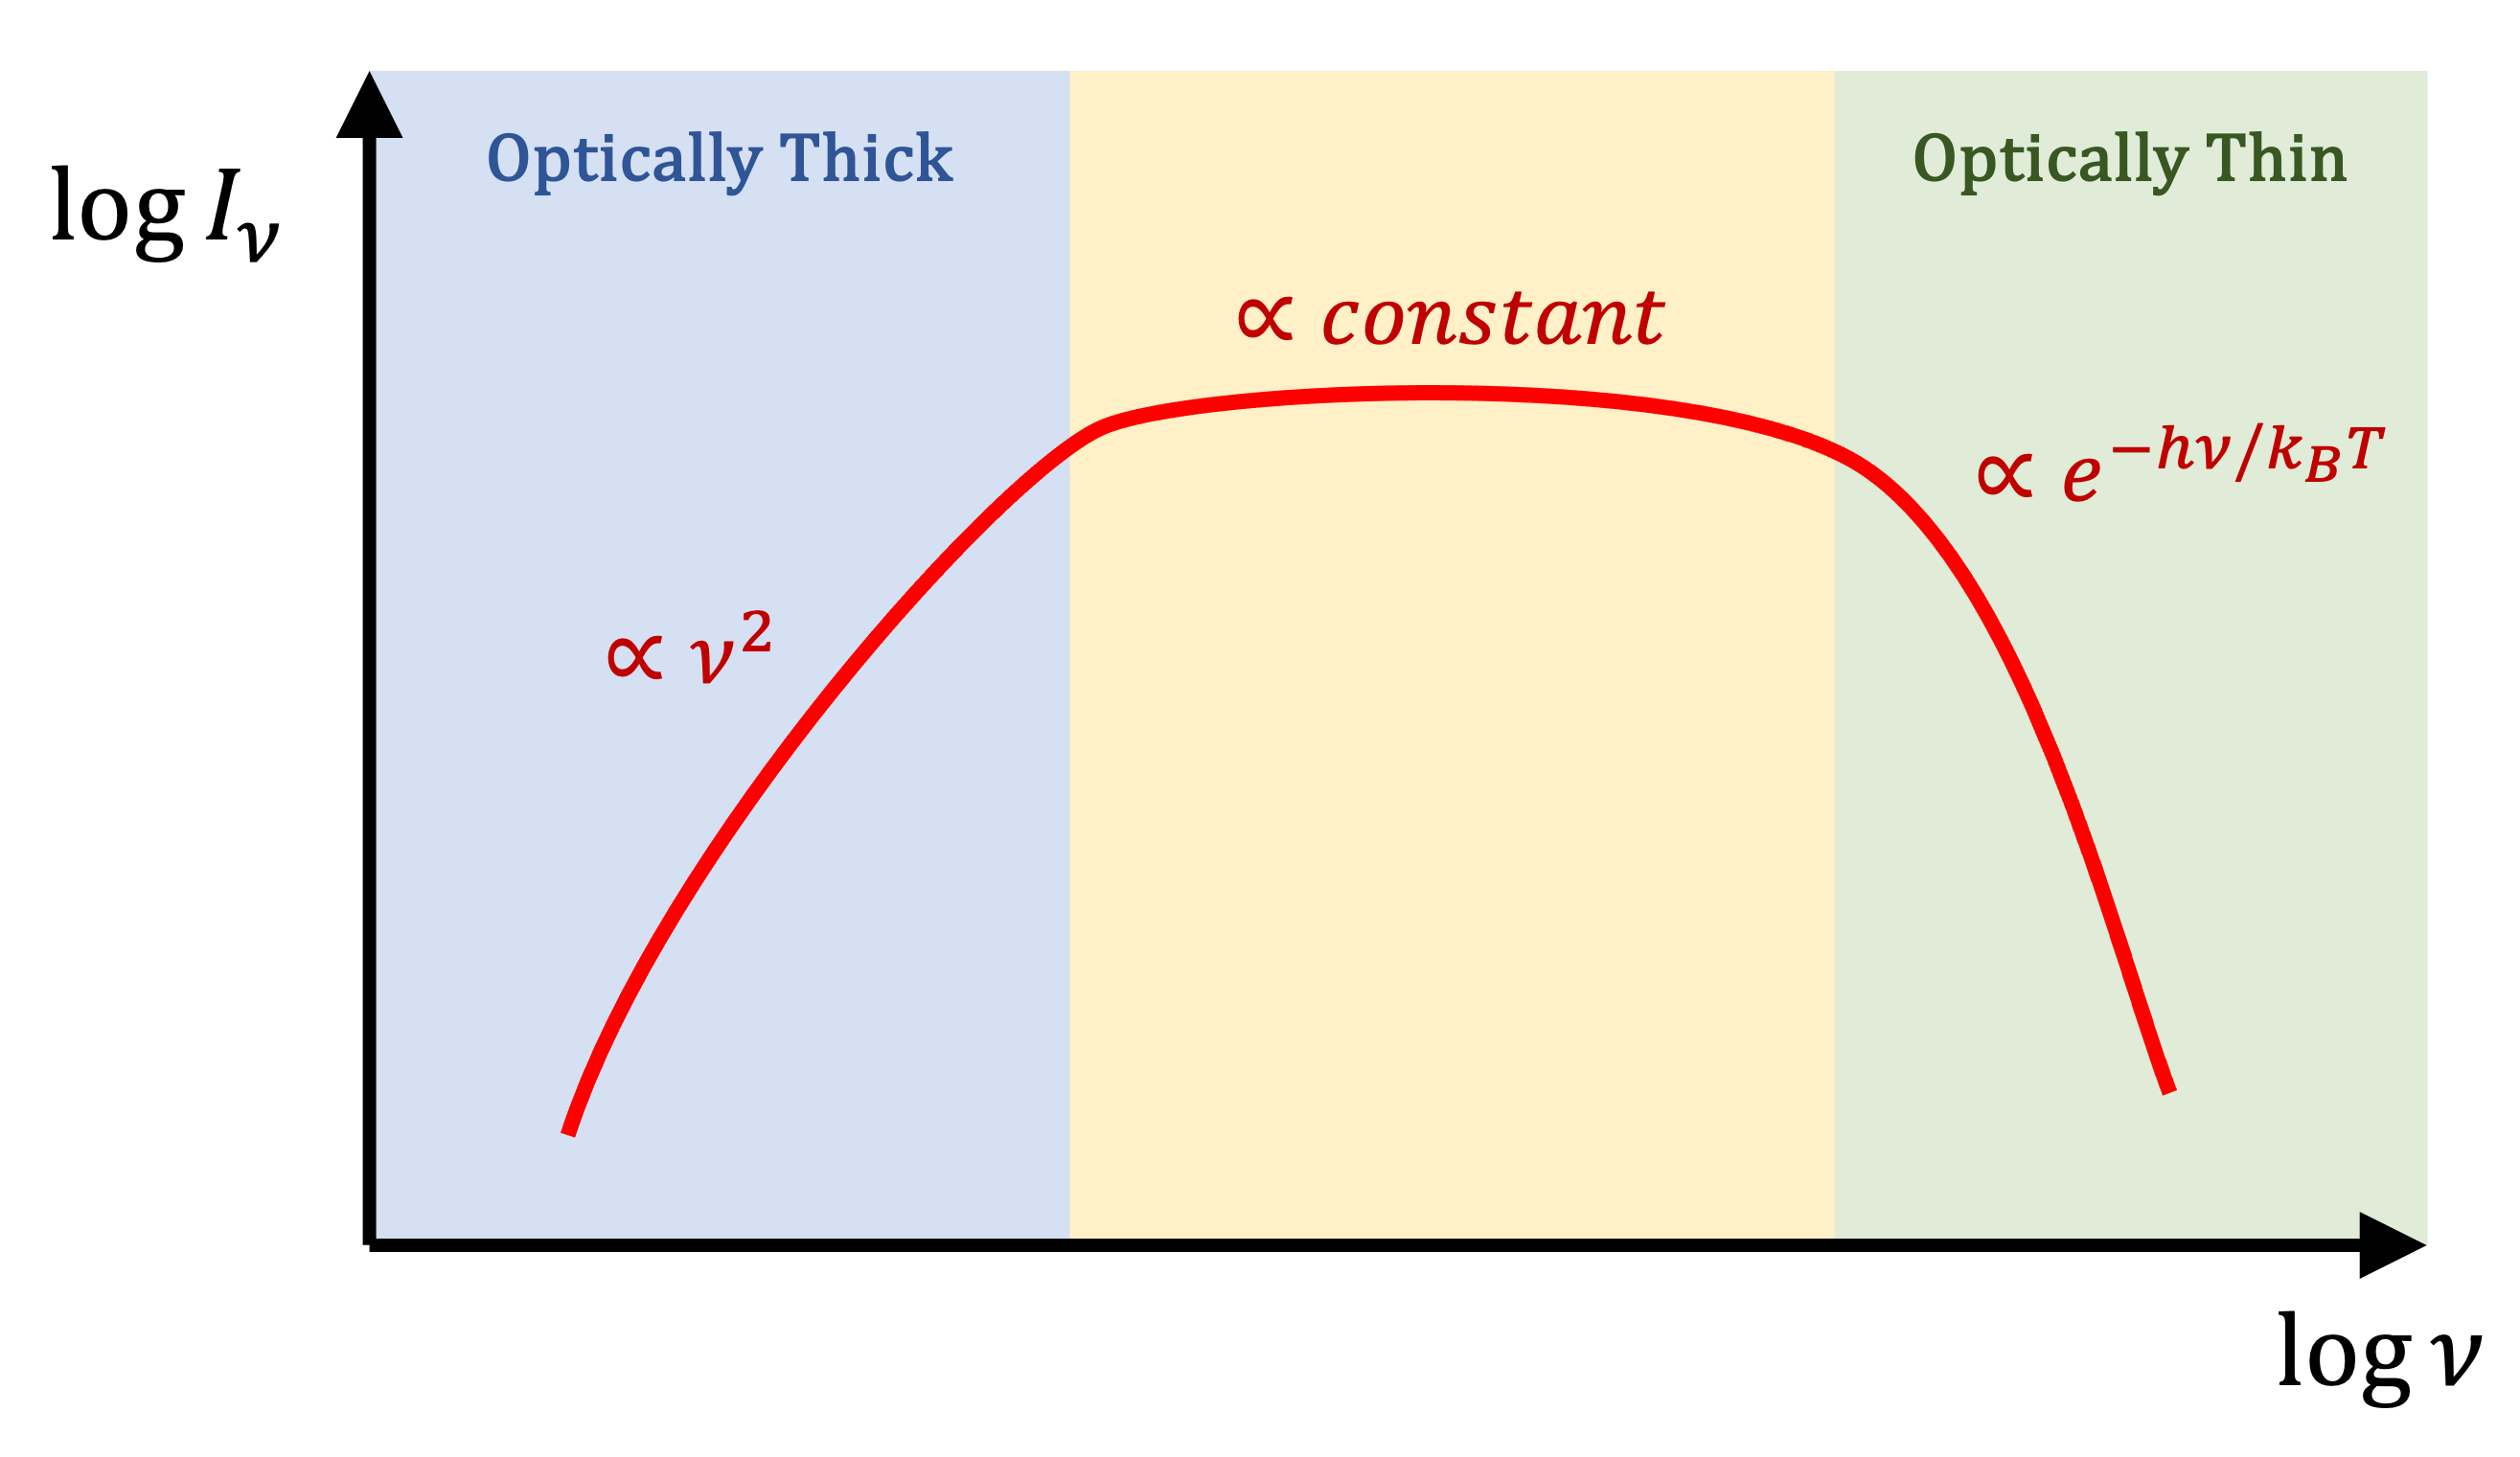 Optically Thick
Optically Thin
log I_ν
∝ constant
∝ e^{−hν/k_BT}
∝ ν²
log ν